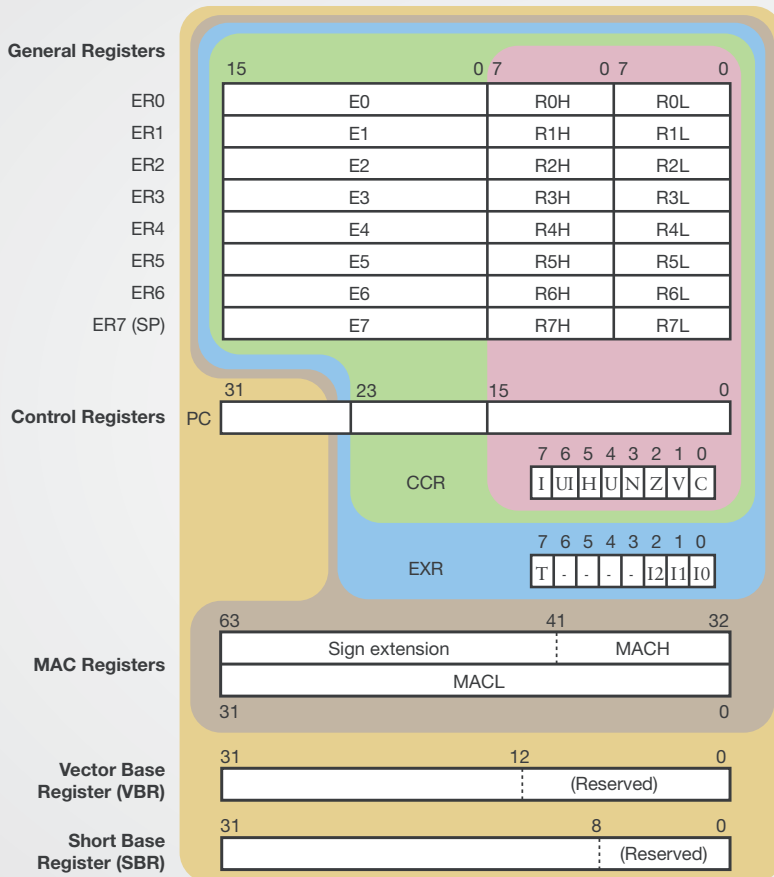 General Registers
15 0 7 0 7 0
ER0 E0 R0H R0L
ER1 E1 R1H R1L
ER2 E2 R2H R2L
ER3 E3 R3H R3L
ER4 E4 R4H R4L
ER5 E5 R5H R5L
ER6 E6 R6H R6L
ER7 (SP) E7 R7H R7L
31 23 15 0
Control Registers PC
7 6 5 4 3 2 1 0
CCR I UI H U N Z V C
7 6 5 4 3 2 1 0
EXR T - - - - I2 I1 I0
63 41 32
Sign extension MACH
MAC Registers
MACL
31 0
31 12 0
Vector Base
Register (VBR) (Reserved)
31 8 0
Short Base
Register (SBR) (Reserved)